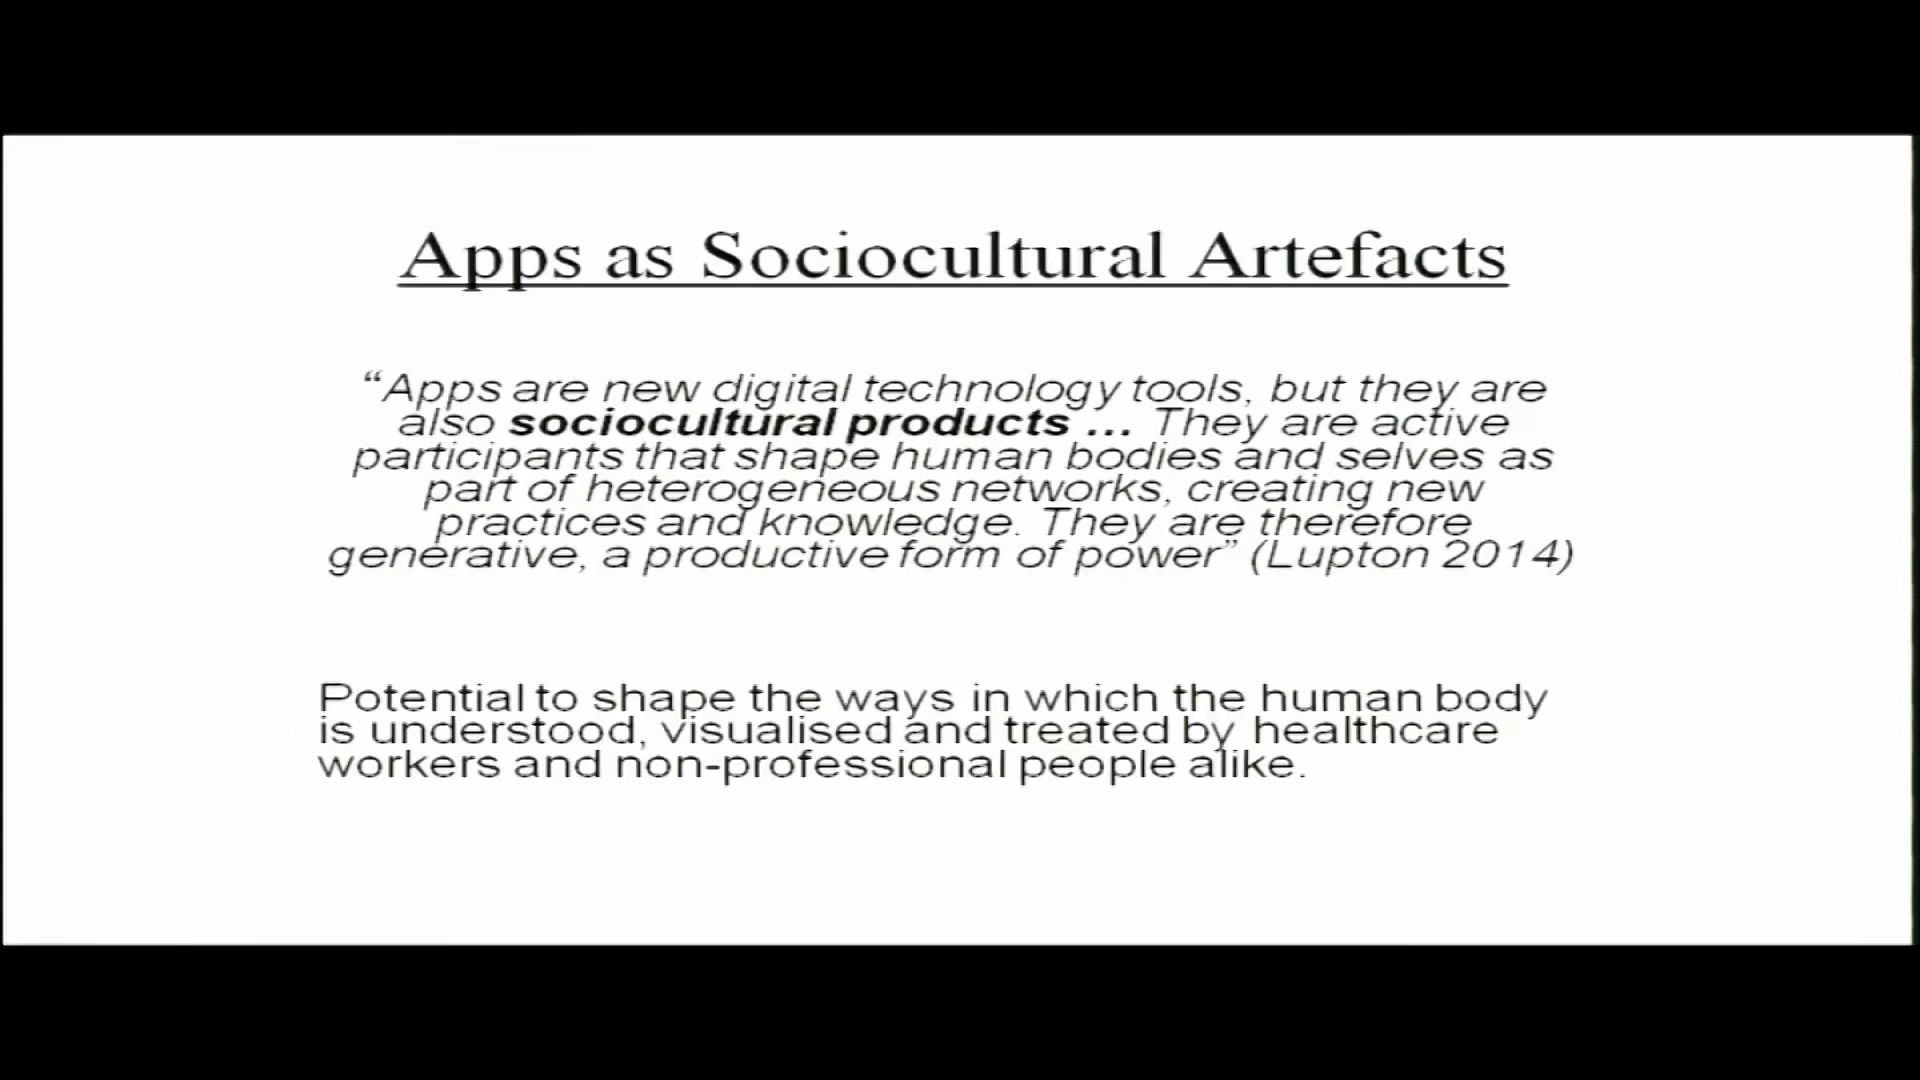 Apps as Sociocultural Artefacts
“Apps are new digital technology tools, but they are
also sociocultural products ... They are active
participants that shape human bodies and selves as
part of heterogeneous networks, creating new
practices and knowledge. They are therefore
generative, a productive form of power” (Lupton 2014)
Potential to shape the ways in which the human body
is understood, visualised and treated by healthcare
workers and non-professional people alike.